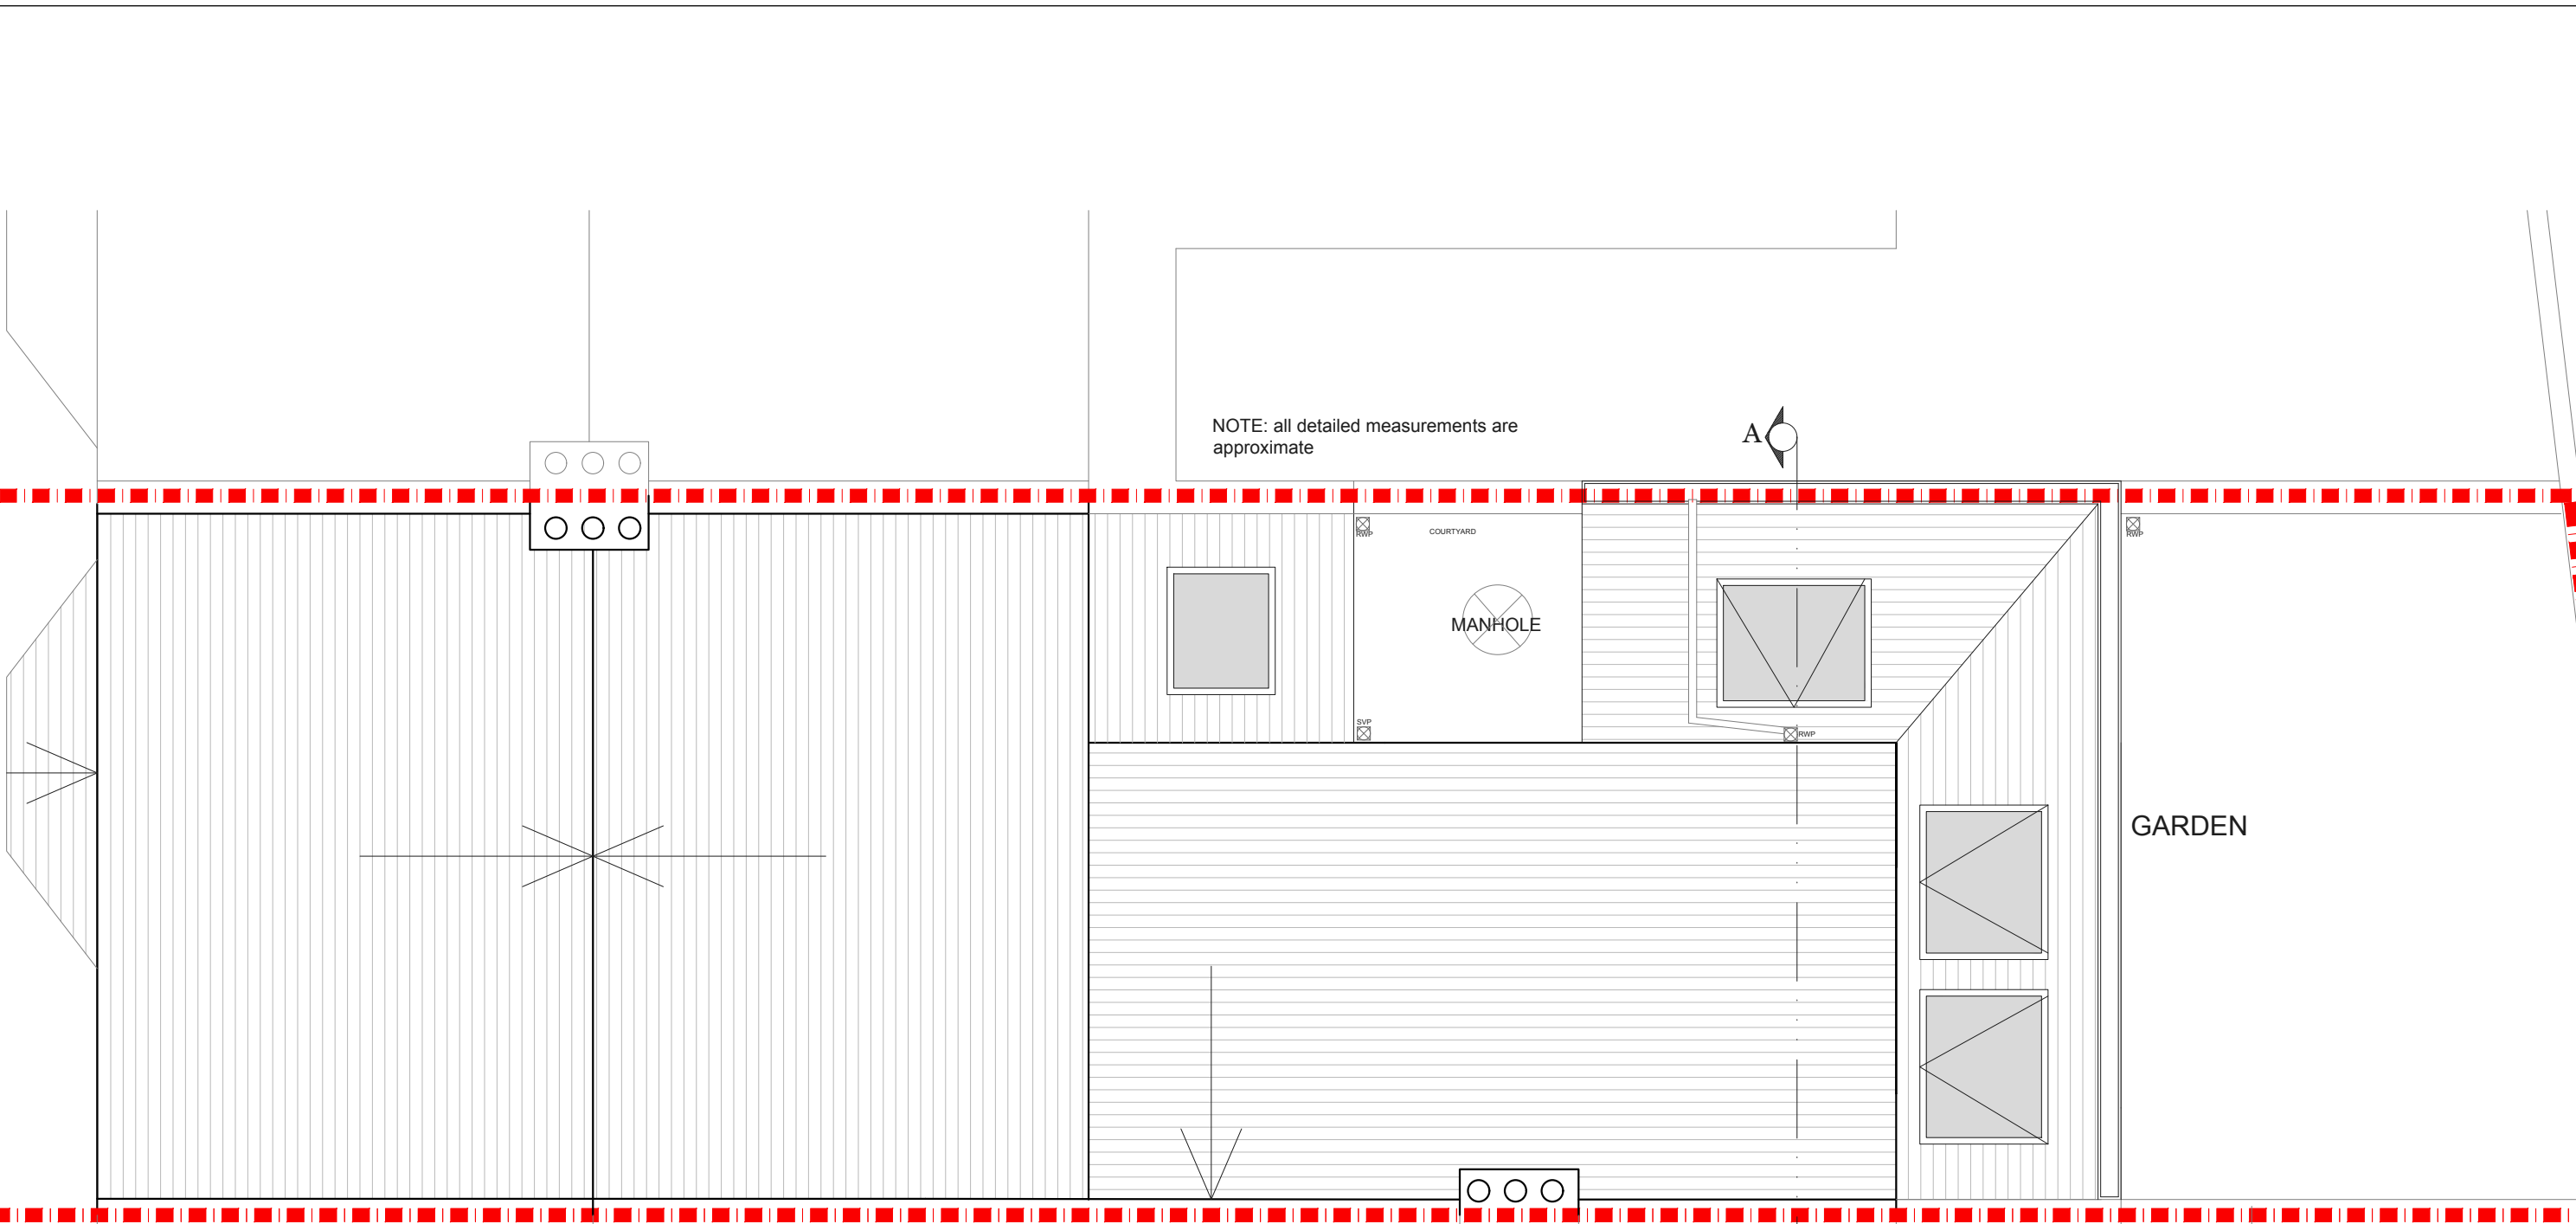 NOTE: all detailed measurements are
approximate
A
RWP
COURTYARD
RWP
MANHOLE
SVP
RWP
GARDEN